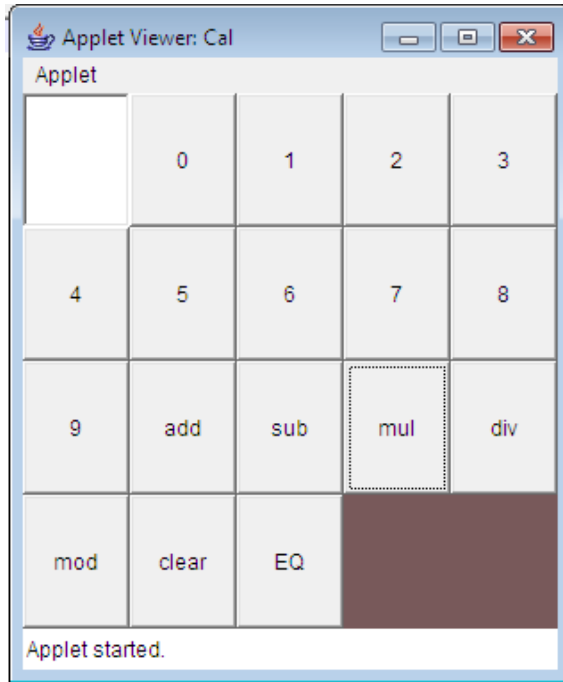 Applet Viewer: Cal
Applet
0 1 2 3
4 5 6 7 8
9 add sub mul div
mod clear EQ
Applet started.